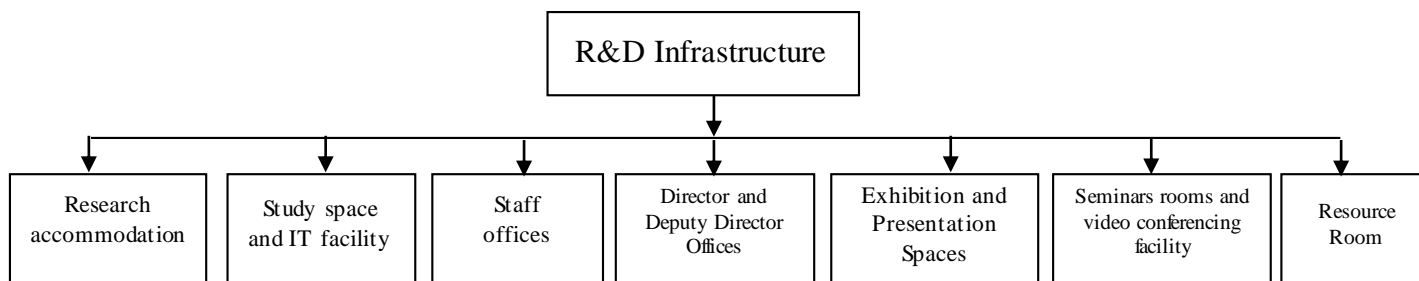 R&D Infrastructure
Research
accommodation
Study space
and IT facility
Staff
offices
Director and
Deputy Director
Offices
Exhibition and
Presentation
Spaces
Seminars rooms and
video conferencing
facility
Resource
Room